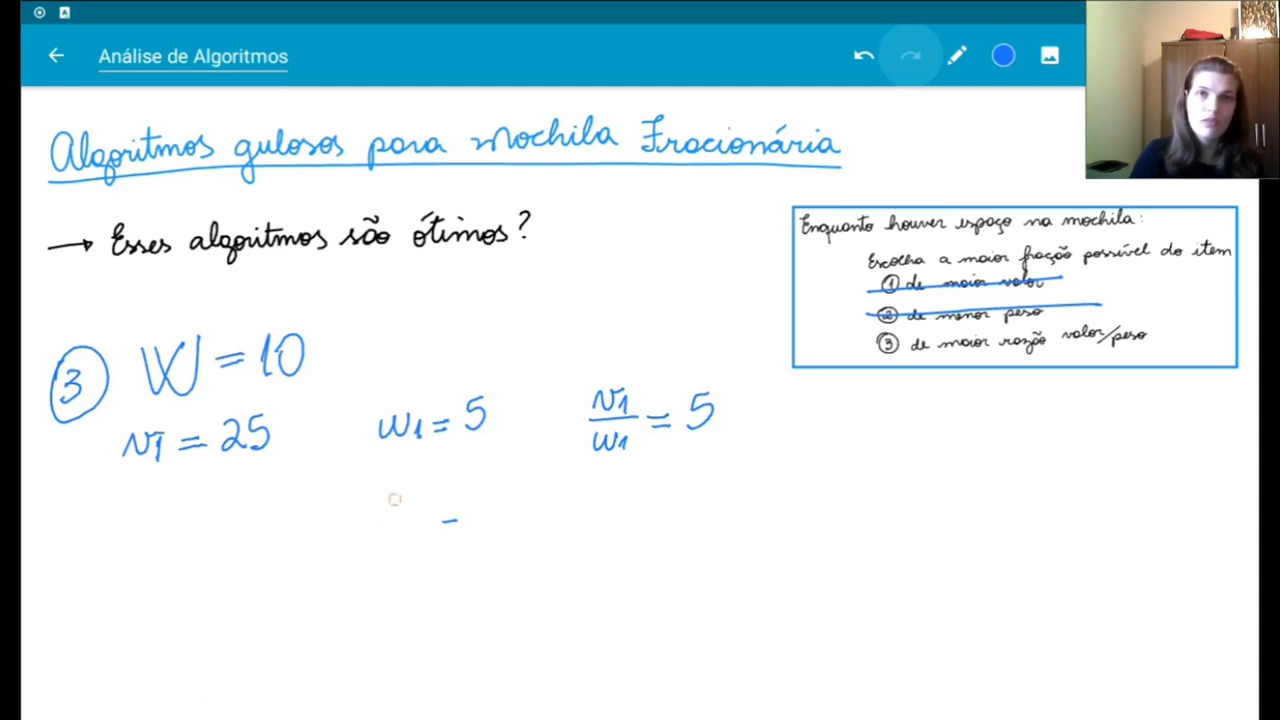 Análise de Algoritmos
Algoritmos gulosos para Mochila Fracionária
→ Esses algoritmos são ótimos?
Enquanto houver espaço na mochila:
Escolha a maior fração possível do item
① de maior valor
② de menor peso
③ de maior razão valor/peso
③ W = 10
v1 = 25 w1 = 5 v1/w1 = 5
-